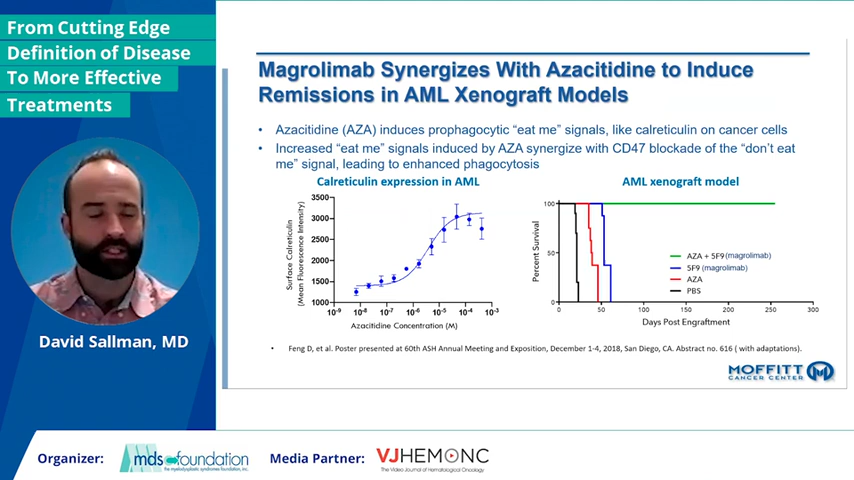 From Cutting Edge
Definition of Disease
To More Effective
Treatments
David Sallman, MD
Magrolimab Synergizes With Azacitidine to Induce
Remissions in AML Xenograft Models
• Azacitidine (AZA) induces prophagocytic “eat me” signals, like calreticulin on cancer cells
• Increased “eat me” signals induced by AZA synergize with CD47 blockade of the “don’t eat
me” signal, leading to enhanced phagocytosis
Calreticulin expression in AML
Surface Calreticulin
(Mean Fluorescence Intensity)
3500
3000
2500
2000
1500
1000
10⁻⁹ 10⁻⁸ 10⁻⁷ 10⁻⁶ 10⁻⁵ 10⁻⁴ 10⁻³
Azacitidine Concentration (M)
AML xenograft model
Percent Survival
100
50
0
0 50 100 150 200 250 300
Days Post Engraftment
AZA + 5F9 (magrolimab)
5F9 (magrolimab)
AZA
PBS
• Feng D, et al. Poster presented at 60th ASH Annual Meeting and Exposition, December 1-4, 2018, San Diego, CA. Abstract no. 616 ( with adaptations).
MOFFITT
CANCER CENTER
Organizer:
mds foundation
the myelodysplastic syndromes foundation, inc.
Media Partner:
VJHEMONC
The Video Journal of Hematological Oncology